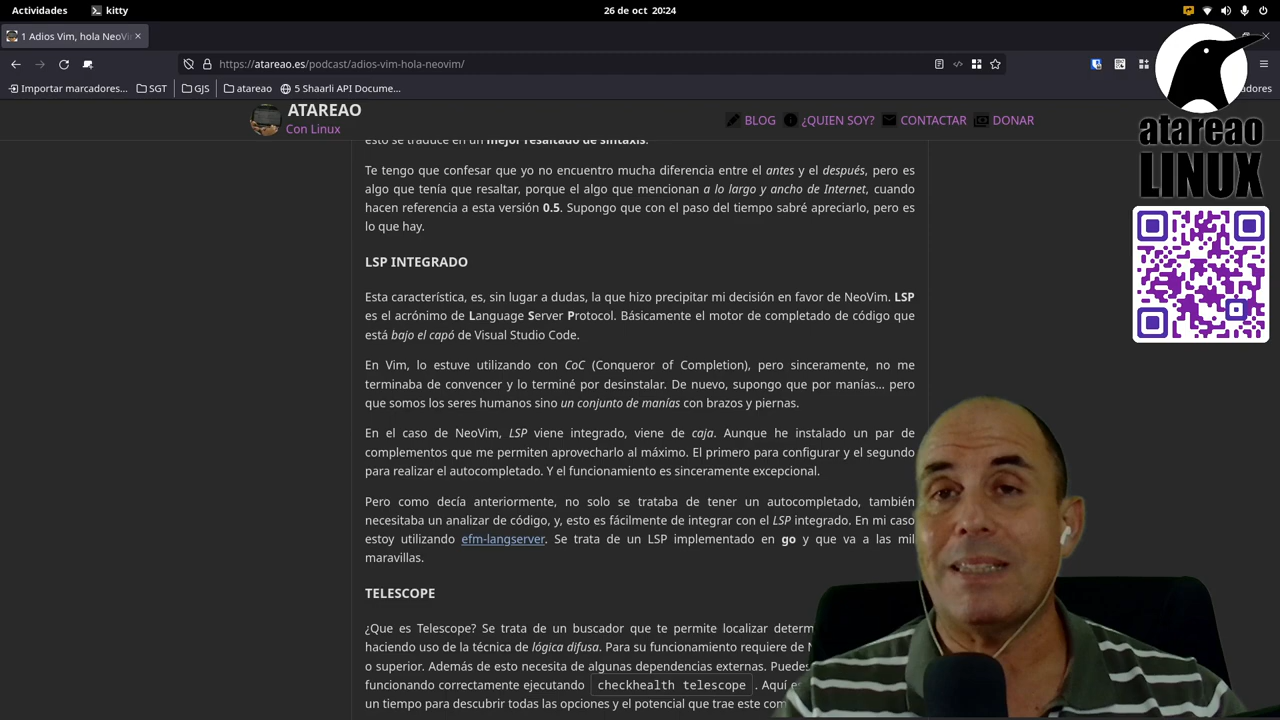 Actividades
kitty
26 de oct 20:24
1 Adios Vim, hola NeoVi
https://atareao.es/podcast/adios-vim-hola-neovim/
Importar marcadores...
SGT
GJS
atareao
5 Shaarli API Docume...
adores
ATAREAO
Con Linux
BLOG
¿QUIEN SOY?
CONTACTAR
DONAR
atareao
LINUX
esto se traduce en un mejor resaltado de sintaxis.
Te tengo que confesar que yo no encuentro mucha diferencia entre el antes y el después, pero es
algo que tenía que resaltar, porque el algo que mencionan a lo largo y ancho de Internet, cuando
hacen referencia a esta versión 0.5. Supongo que con el paso del tiempo sabré apreciarlo, pero es
lo que hay.
LSP INTEGRADO
Esta característica, es, sin lugar a dudas, la que hizo precipitar mi decisión en favor de NeoVim. LSP
es el acrónimo de Language Server Protocol. Básicamente el motor de completado de código que
está bajo el capó de Visual Studio Code.
En Vim, lo estuve utilizando con CoC (Conqueror of Completion), pero sinceramente, no me
terminaba de convencer y lo terminé por desinstalar. De nuevo, supongo que por manías... pero
que somos los seres humanos sino un conjunto de manías con brazos y piernas.
En el caso de NeoVim, LSP viene integrado, viene de caja. Aunque he instalado un par de
complementos que me permiten aprovecharlo al máximo. El primero para configurar y el segundo
para realizar el autocompletado. Y el funcionamiento es sinceramente excepcional.
Pero como decía anteriormente, no solo se trataba de tener un autocompletado, también
necesitaba un analizar de código, y, esto es fácilmente de integrar con el LSP integrado. En mi caso
estoy utilizando efm-langserver. Se trata de un LSP implementado en go y que va a las mil
maravillas.
TELESCOPE
¿Que es Telescope? Se trata de un buscador que te permite localizar determ
haciendo uso de la técnica de lógica difusa. Para su funcionamiento requiere de N
o superior. Además de esto necesita de algunas dependencias externas. Puedes
funcionando correctamente ejecutando checkhealth telescope . Aquí e
un tiempo para descubrir todas las opciones y el potencial que trae este com